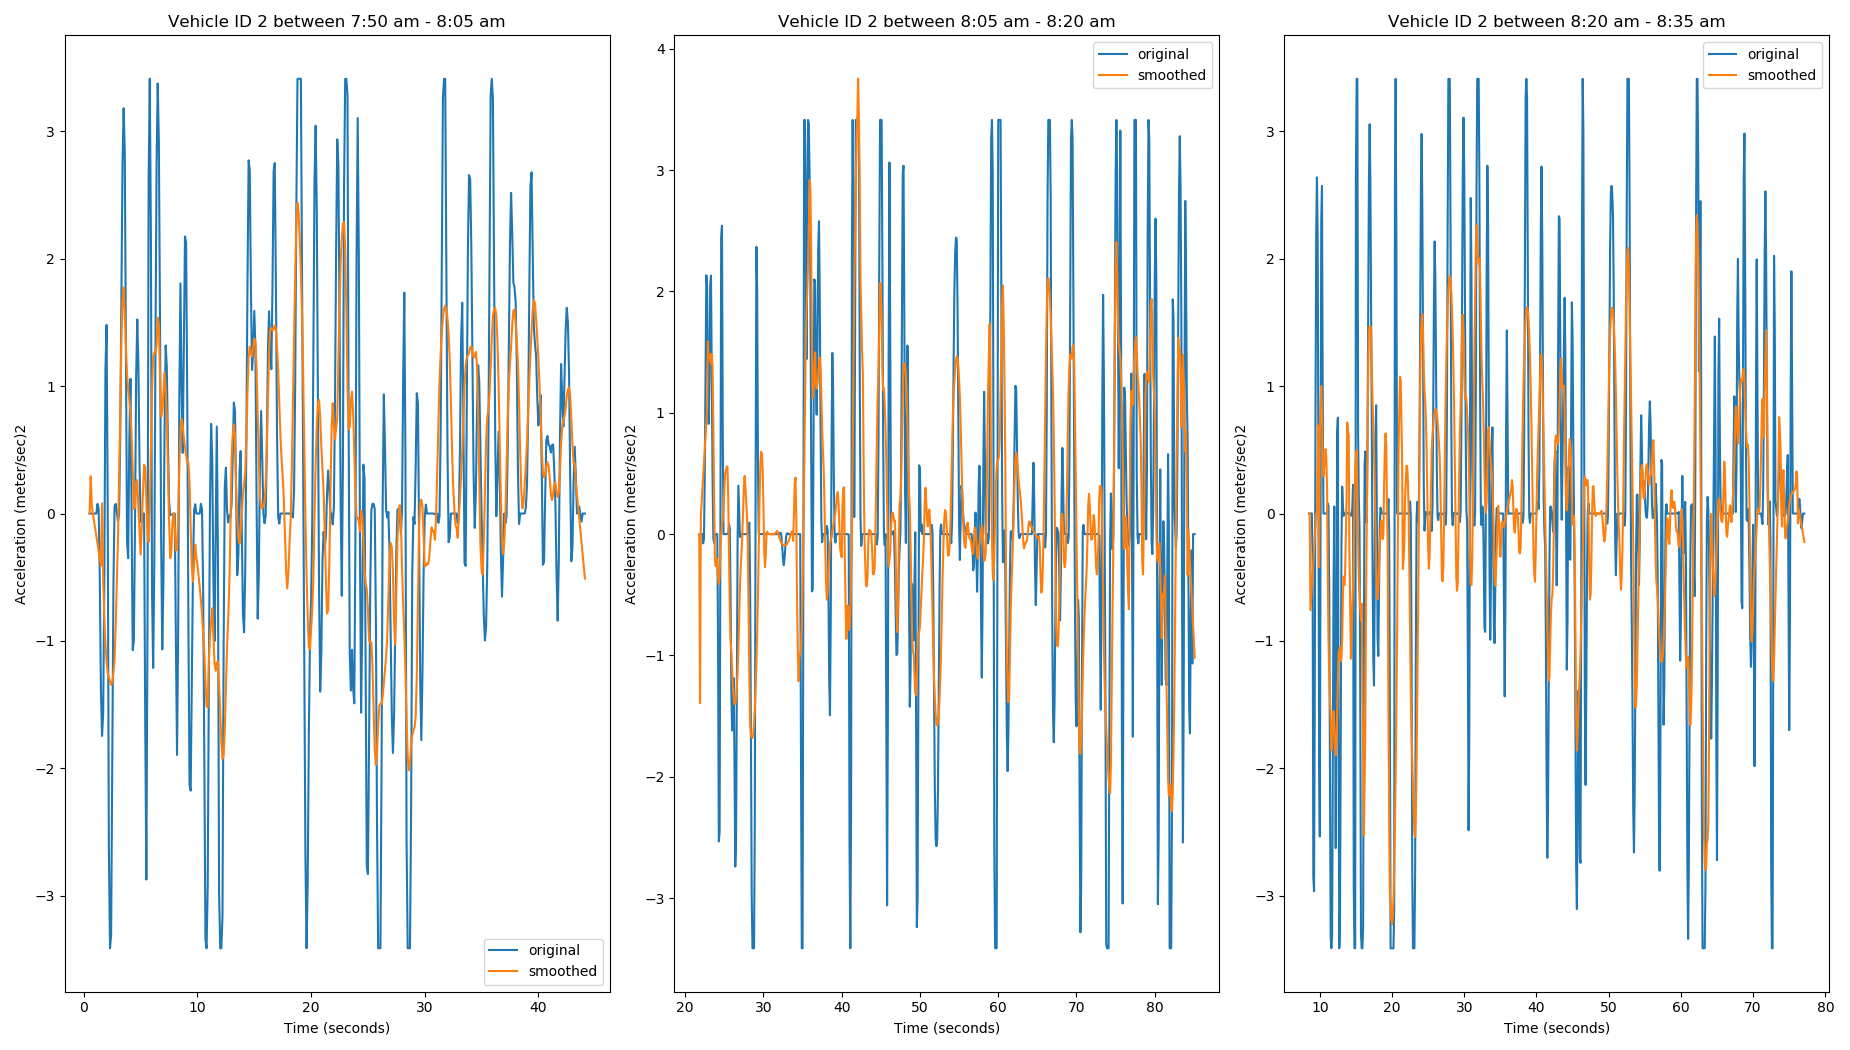 Vehicle ID 2 between 7:50 am - 8:05 am
Acceleration (meter/sec)2
3
2
1
0
−1
−2
−3
original
smoothed
0 10 20 30 40
Time (seconds)
Vehicle ID 2 between 8:05 am - 8:20 am
original
smoothed
Acceleration (meter/sec)2
4
3
2
1
0
−1
−2
−3
20 30 40 50 60 70 80
Time (seconds)
Vehicle ID 2 between 8:20 am - 8:35 am
original
smoothed
Acceleration (meter/sec)2
3
2
1
0
−1
−2
−3
10 20 30 40 50 60 70 80
Time (seconds)